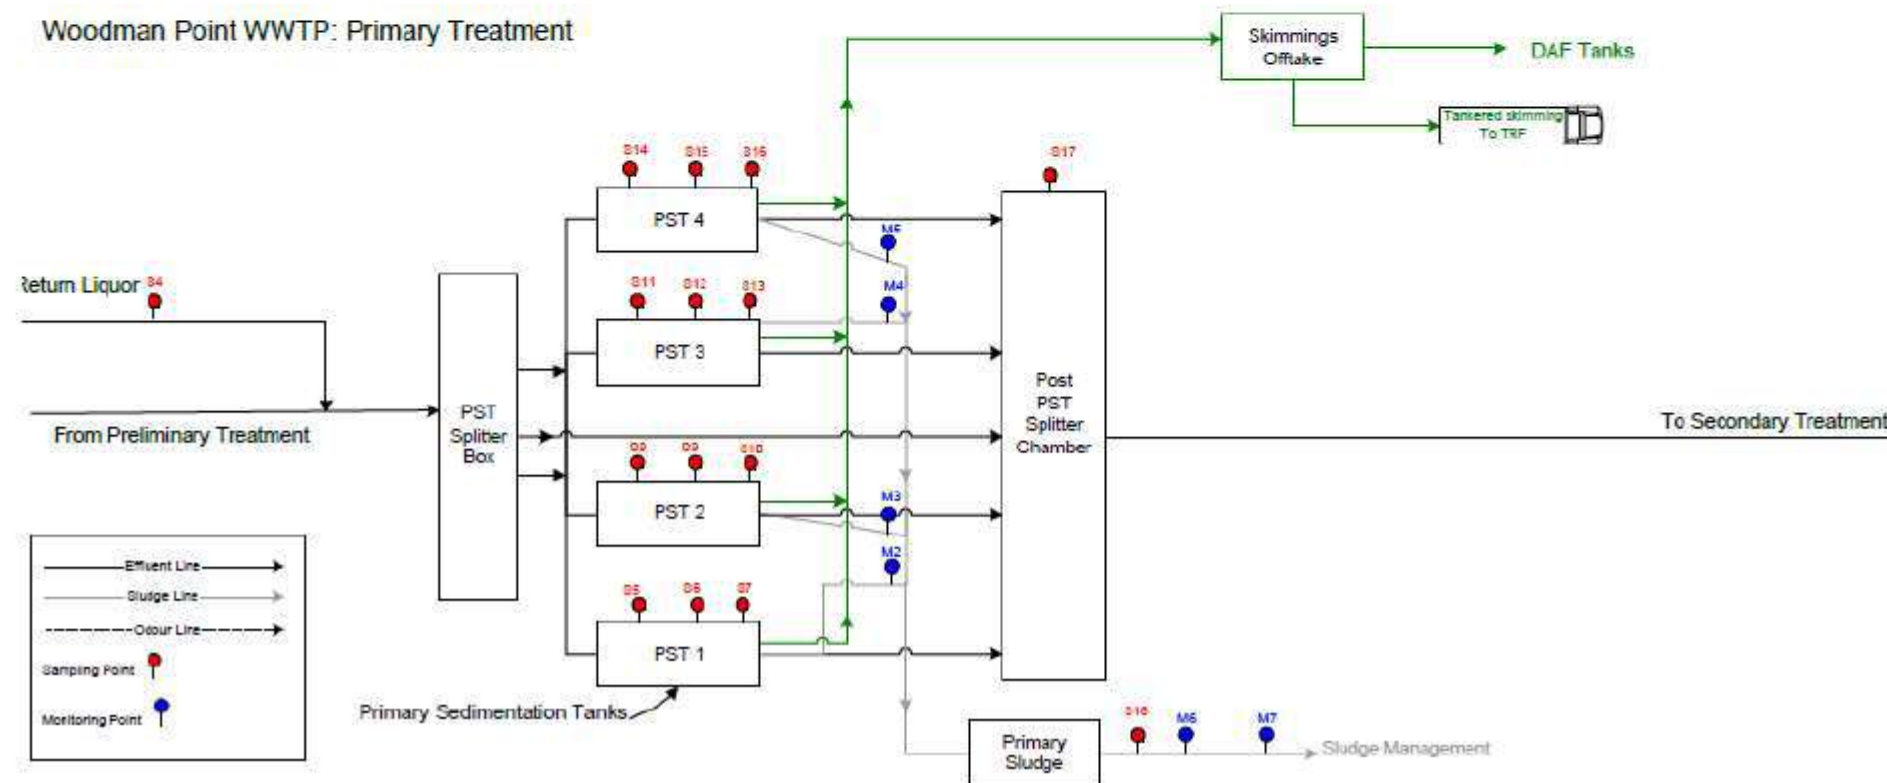 Woodman Point WWTP: Primary Treatment
Skimmings
Offtake
DAF Tanks
Tankered skimming
To TRF
S14 S15 S16
S17
PST 4
M5
Return Liquor S4
S11 S12 S13
M4
PST 3
PST
Splitter
Box
Post
PST
Splitter
Chamber
From Preliminary Treatment
To Secondary Treatment
S9 S10
PST 2
M3
M2
S5 S6 S7
PST 1
Effluent Line
Sludge Line
Odour Line
Sampling Point
Monitoring Point
Primary Sedimentation Tanks
Primary
Sludge
M6 M7
Sludge Management